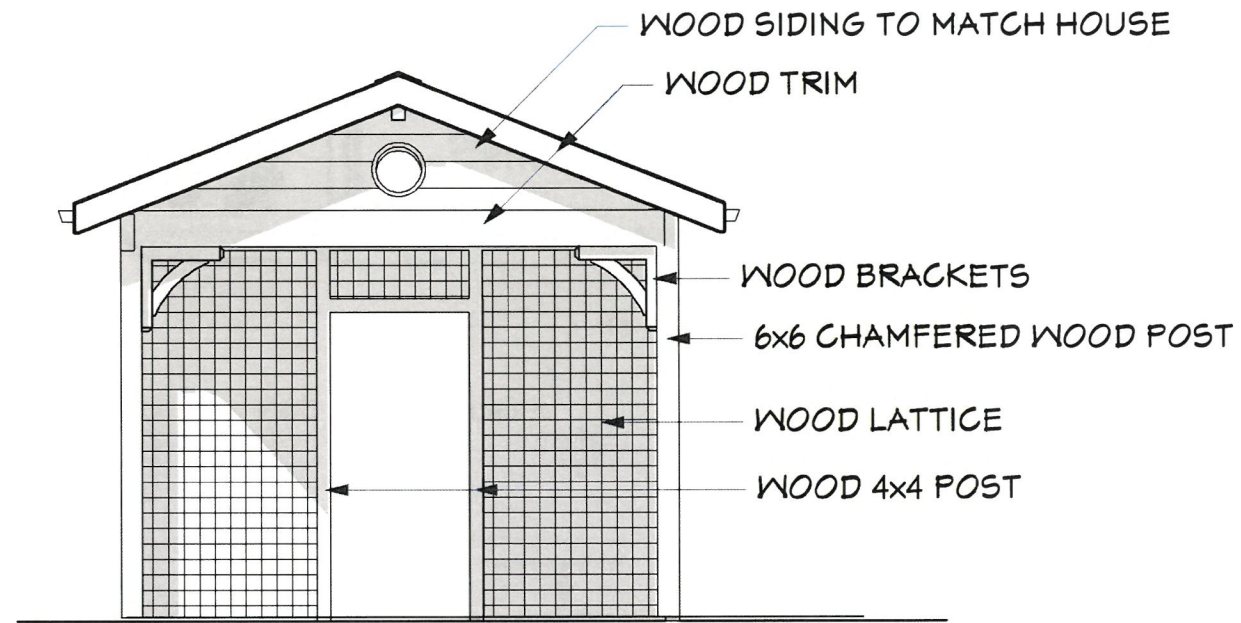 WOOD SIDING TO MATCH HOUSE
WOOD TRIM
WOOD BRACKETS
6x6 CHAMFERED WOOD POST
WOOD LATTICE
WOOD 4x4 POST